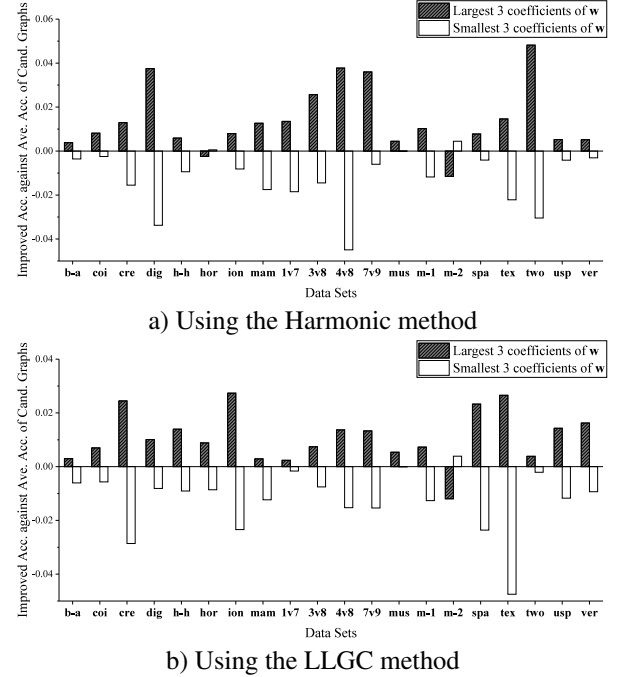 Largest 3 coefficients of w
Smallest 3 coefficients of w
Improved Acc. against Ave. Acc. of Cand. Graphs
0.06
0.04
0.02
0.00
-0.02
-0.04
b-a coi cre dig h-h hor ion mam 1v7 3v8 4v8 7v9 mus m-1 m-2 spa tex two usp ver
Data Sets
a) Using the Harmonic method
Largest 3 coefficients of w
Smallest 3 coefficients of w
Improved Acc. against Ave. Acc. of Cand. Graphs
0.04
0.02
0.00
-0.02
-0.04
b-a coi cre dig h-h hor ion mam 1v7 3v8 4v8 7v9 mus m-1 m-2 spa tex two usp ver
Data Sets
b) Using the LLGC method